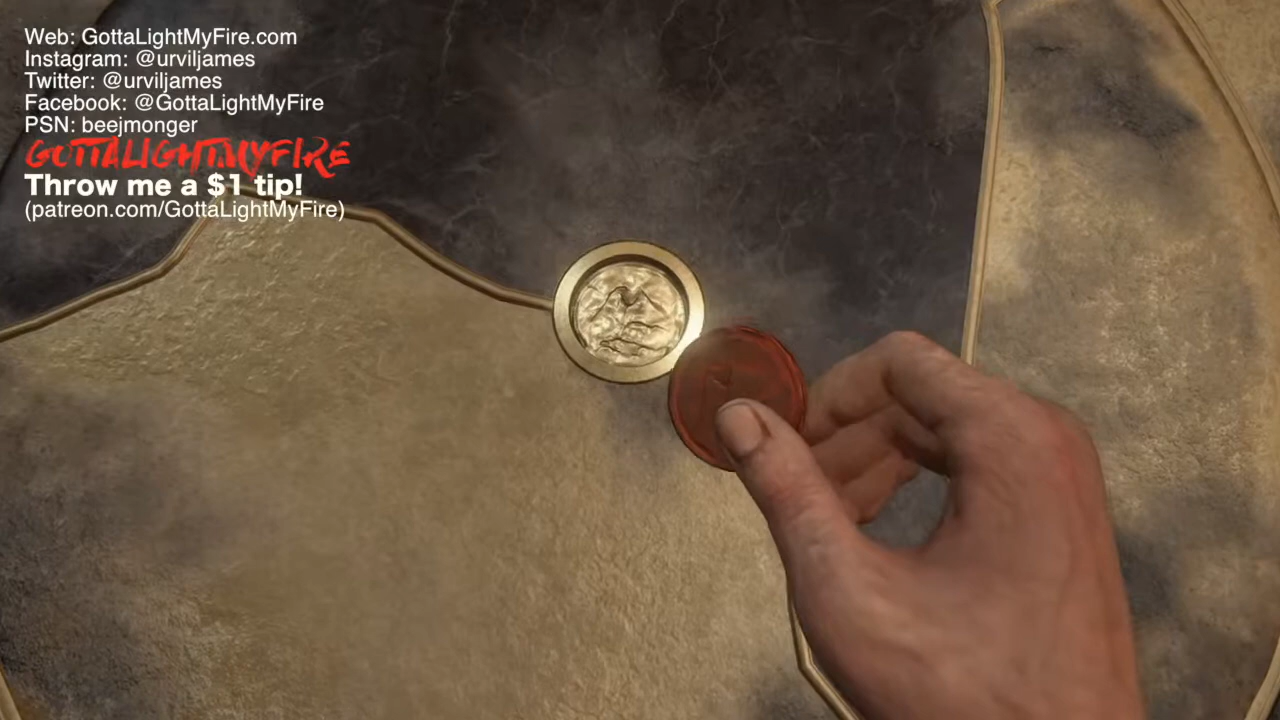 Web: GottaLightMyFire.com
Instagram: @urviljames
Twitter: @urviljames
Facebook: @GottaLightMyFire
PSN: beejmonger
GOTTALIGHTMYFIRE
Throw me a $1 tip!
(patreon.com/GottaLightMyFire)